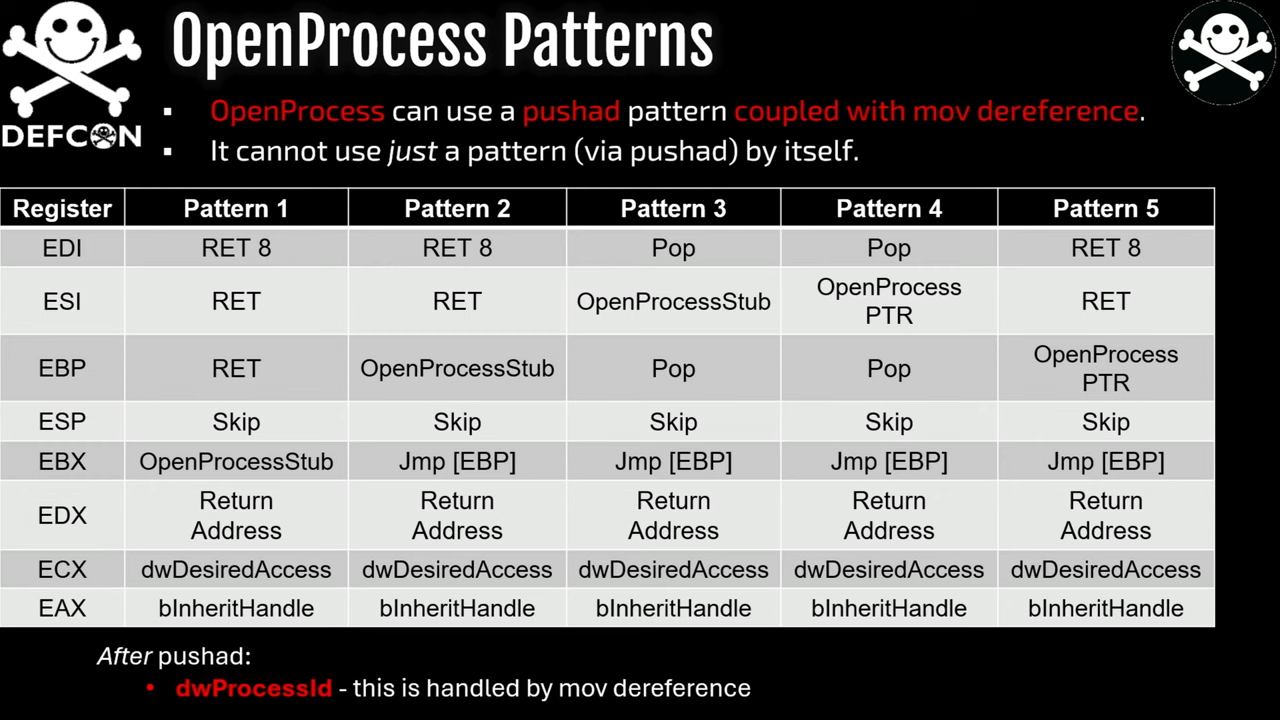 OpenProcess Patterns
DEFCON
▪ OpenProcess can use a pushad pattern coupled with mov dereference.
▪ It cannot use just a pattern (via pushad) by itself.
Register Pattern 1 Pattern 2 Pattern 3 Pattern 4 Pattern 5
EDI RET 8 RET 8 Pop Pop RET 8
ESI RET RET OpenProcessStub OpenProcess PTR RET
EBP RET OpenProcessStub Pop Pop OpenProcess PTR
ESP Skip Skip Skip Skip Skip
EBX OpenProcessStub Jmp [EBP] Jmp [EBP] Jmp [EBP] Jmp [EBP]
EDX Return Address Return Address Return Address Return Address Return Address
ECX dwDesiredAccess dwDesiredAccess dwDesiredAccess dwDesiredAccess dwDesiredAccess
EAX bInheritHandle bInheritHandle bInheritHandle bInheritHandle bInheritHandle
After pushad:
• dwProcessId - this is handled by mov dereference